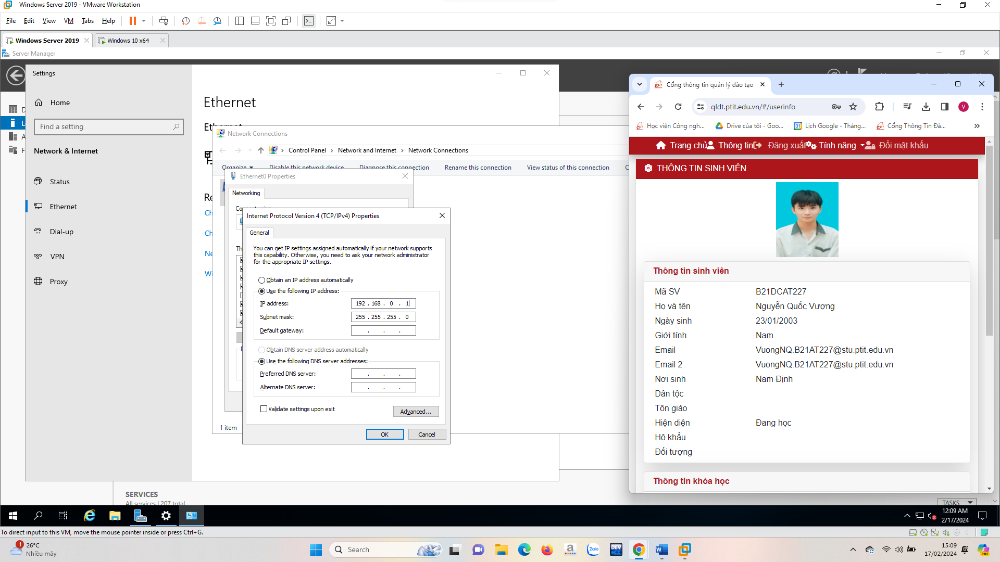 Windows Server 2019 - VMware Workstation
File Edit View VM Tabs Help
Windows Server 2019
Windows 10 x64
Server Manager
Settings
Home
Find a setting
Network & Internet
Status
Ethernet
Dial-up
VPN
Proxy
Ethernet
Network Connections
Control Panel
Network and Internet
Network Connections
Organize
Disable this network device
Diagnose this connection
Rename this connection
View status of this connection
Ethernet0 Properties
Networking
Internet Protocol Version 4 (TCP/IPv4) Properties
General
You can get IP settings assigned automatically if your network supports
this capability. Otherwise, you need to ask your network administrator
for the appropriate IP settings.
Obtain an IP address automatically
Use the following IP address:
IP address: 192 . 168 . 0 . 1
Subnet mask: 255 . 255 . 255 . 0
Default gateway: . . .
Obtain DNS server address automatically
Use the following DNS server addresses:
Preferred DNS server: . . .
Alternate DNS server: . . .
Validate settings upon exit
Advanced...
OK
Cancel
1 item
SERVICES
All services | 207 total
TASKS
Cổng thông tin quản lý đào tạo
qldt.ptit.edu.vn/#/userinfo
Học viện Công ngh...
Drive của tôi - Goo...
Lịch Google - Tháng...
Cổng Thông Tin Đà...
Trang chủ
Thông tin
Đăng xuất
Tính năng
Đổi mật khẩu
THÔNG TIN SINH VIÊN
Thông tin sinh viên
Mã SV B21DCAT227
Họ và tên Nguyễn Quốc Vượng
Ngày sinh 23/01/2003
Giới tính Nam
Email VuongNQ.B21AT227@stu.ptit.edu.vn
Email 2 VuongNQ.B21AT227@stu.ptit.edu.vn
Nơi sinh Nam Định
Dân tộc
Tôn giáo
Hiện diện Đang học
Hộ khẩu
Đối tượng
Thông tin khóa học
12:09 AM
2/17/2024
To direct input to this VM, move the mouse pointer inside or press Ctrl+G.
1
26°C
Nhiều mây
Search
Zalo
DEV
PRE
15:09
17/02/2024